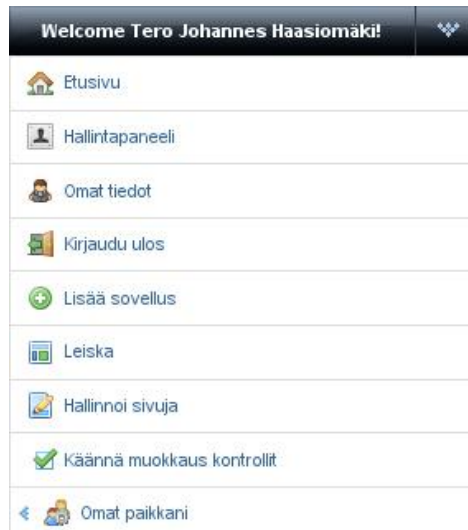 Welcome Tero Johannes Haasiomäki!
Etusivu
Hallintapaneeli
Omat tiedot
Kirjaudu ulos
Lisää sovellus
Leiska
Hallinnoi sivuja
Käännä muokkaus kontrollit
Omat paikkani